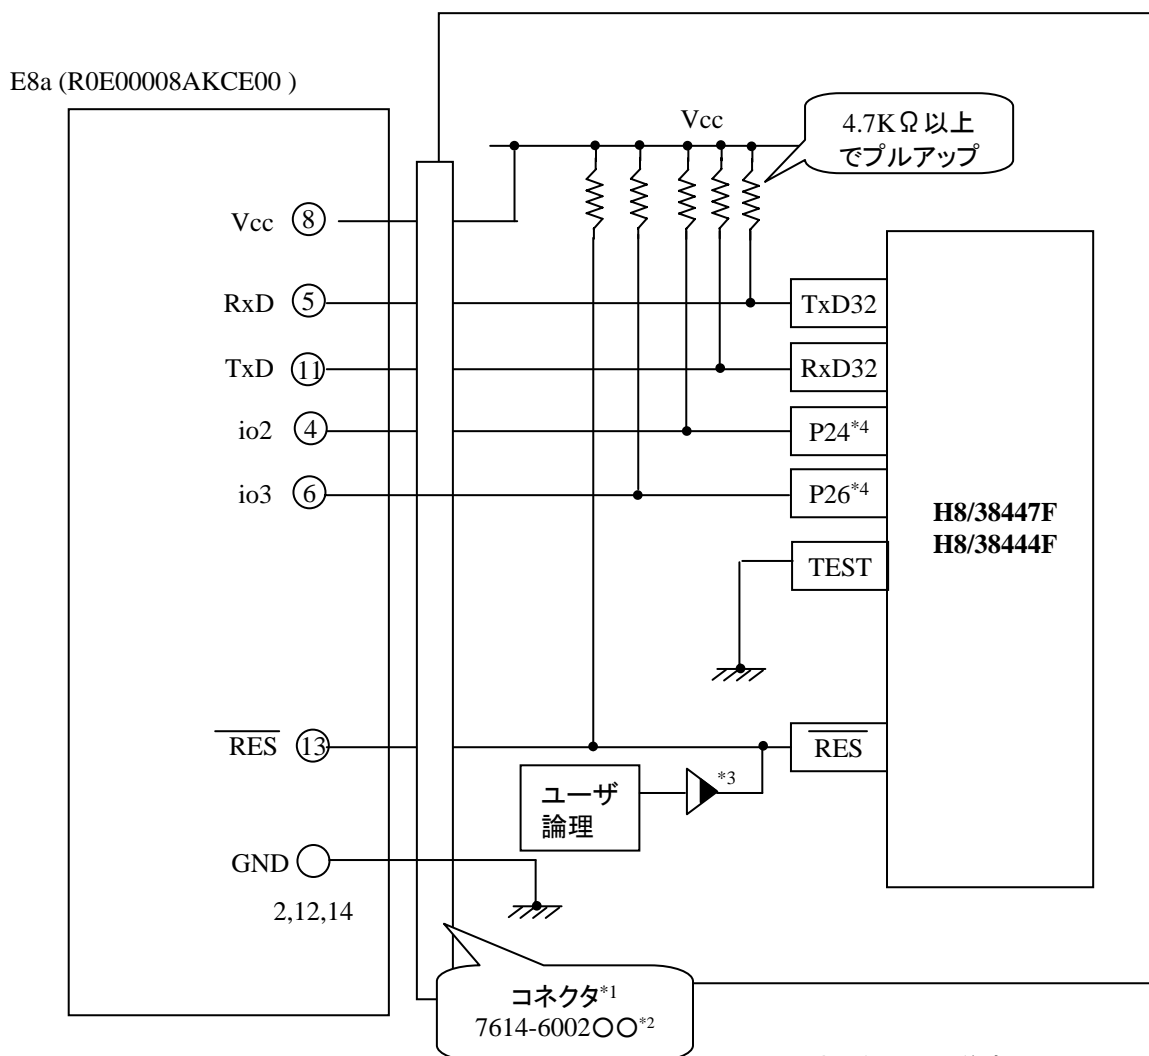 E8a (R0E00008AKCE00 )
Vcc
4.7KΩ以上
でプルアップ
Vcc ⑧
RxD ⑤
TxD32
TxD ⑪
RxD32
io2 ④
P24*4
io3 ⑥
P26*4
H8/38447F
H8/38444F
TEST
RES ⑬
RES
*3
ユーザ
論理
GND
2,12,14
コネクタ*1
7614-6002〇〇*2